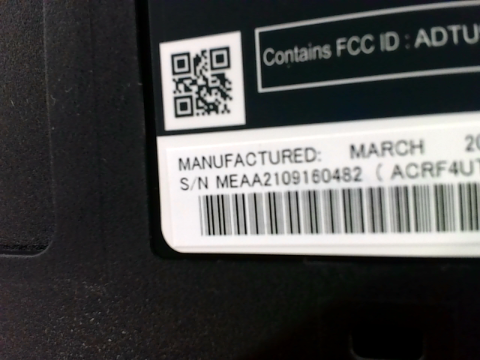 Contains FCC ID : ADTU
MANUFACTURED: MARCH 20
S/N MEAA2109160482 ( ACRF4UT